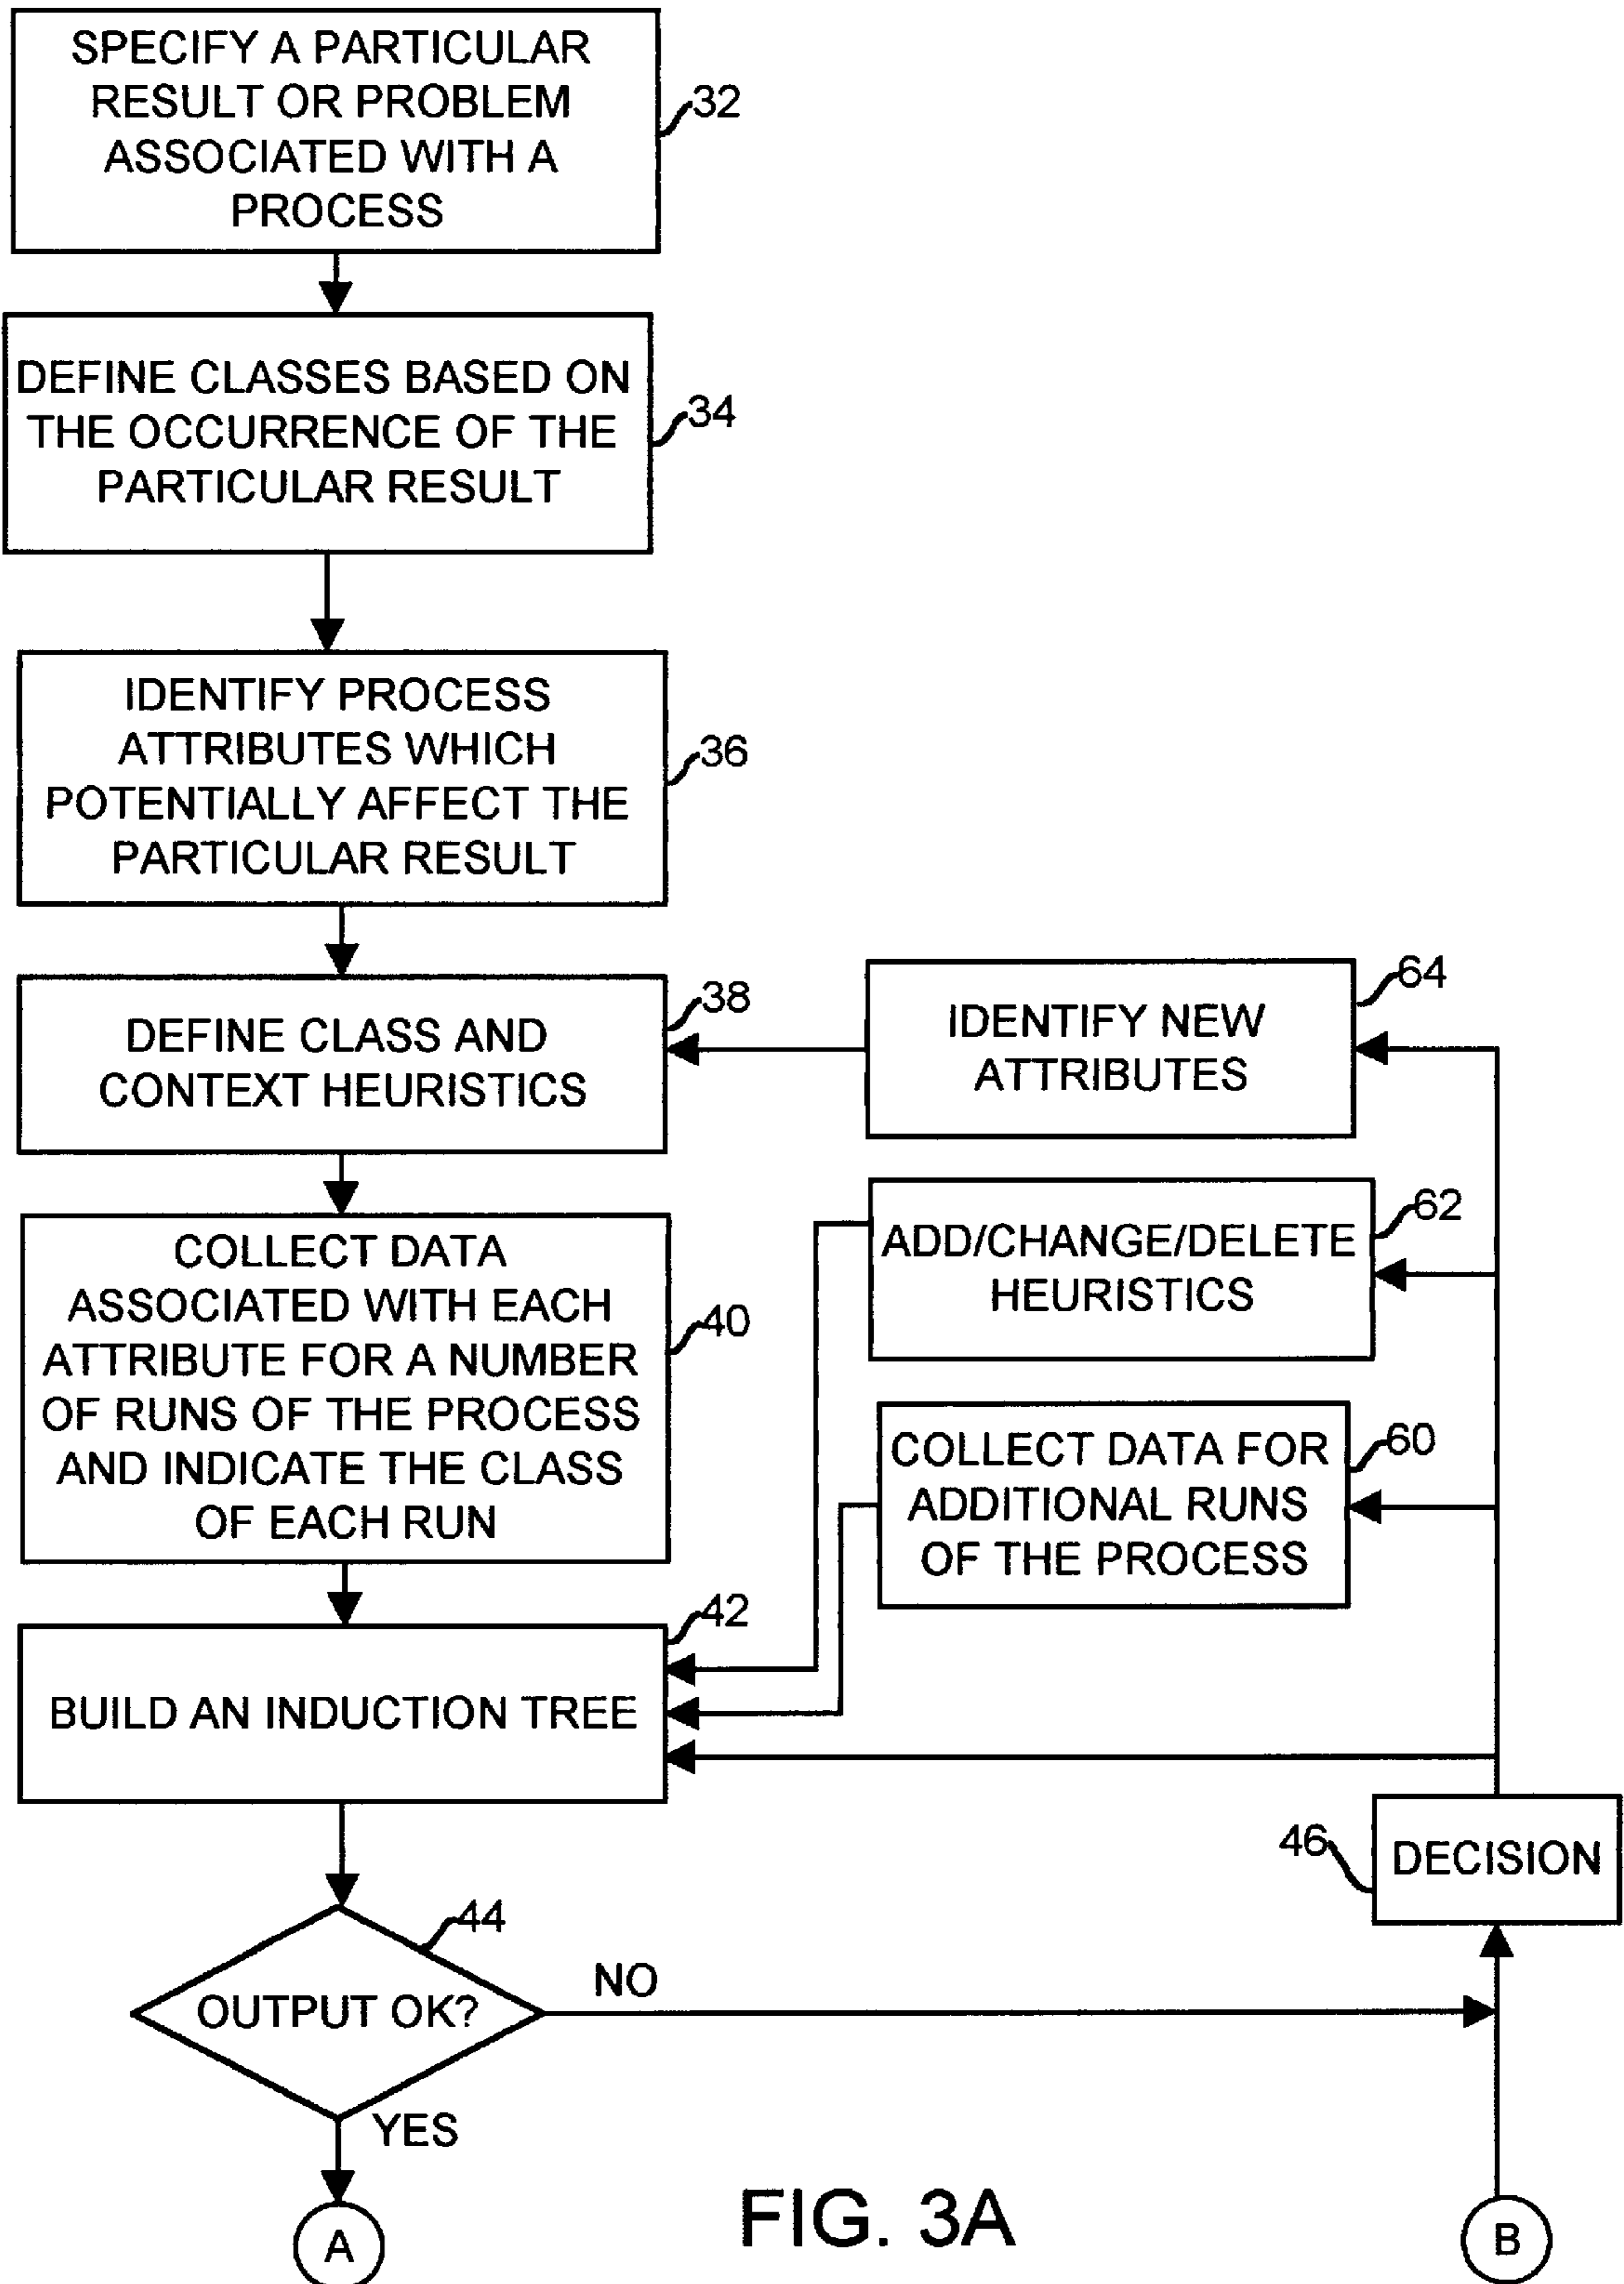 SPECIFY A PARTICULAR
RESULT OR PROBLEM
ASSOCIATED WITH A
PROCESS
32
DEFINE CLASSES BASED ON
THE OCCURRENCE OF THE
PARTICULAR RESULT
34
IDENTIFY PROCESS
ATTRIBUTES WHICH
POTENTIALLY AFFECT THE
PARTICULAR RESULT
36
DEFINE CLASS AND
CONTEXT HEURISTICS
38
IDENTIFY NEW
ATTRIBUTES
64
ADD/CHANGE/DELETE
HEURISTICS
62
COLLECT DATA
ASSOCIATED WITH EACH
ATTRIBUTE FOR A NUMBER
OF RUNS OF THE PROCESS
AND INDICATE THE CLASS
OF EACH RUN
40
COLLECT DATA FOR
ADDITIONAL RUNS
OF THE PROCESS
60
BUILD AN INDUCTION TREE
42
46
DECISION
44
OUTPUT OK?
NO
YES
A
FIG. 3A
B